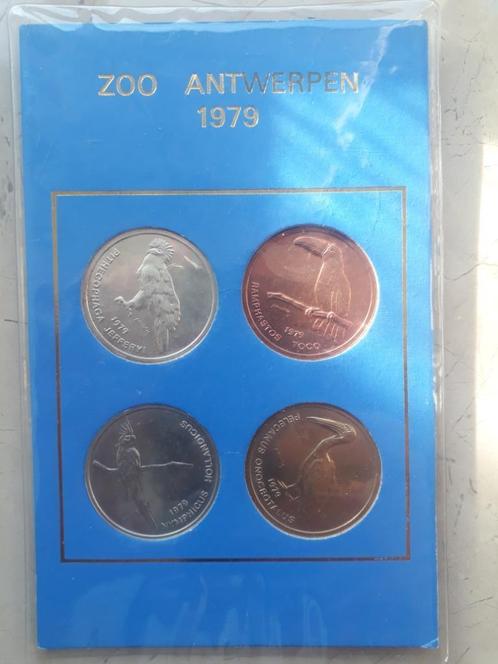 ZOO ANTWERPEN
1979
PITHECOPHAGA JEFFERYI
1979
RAMPHASTOS TOCO
1979
NYMPHICUS HOLLANDICUS
1979
PELECANUS ONOCROTALUS
1979